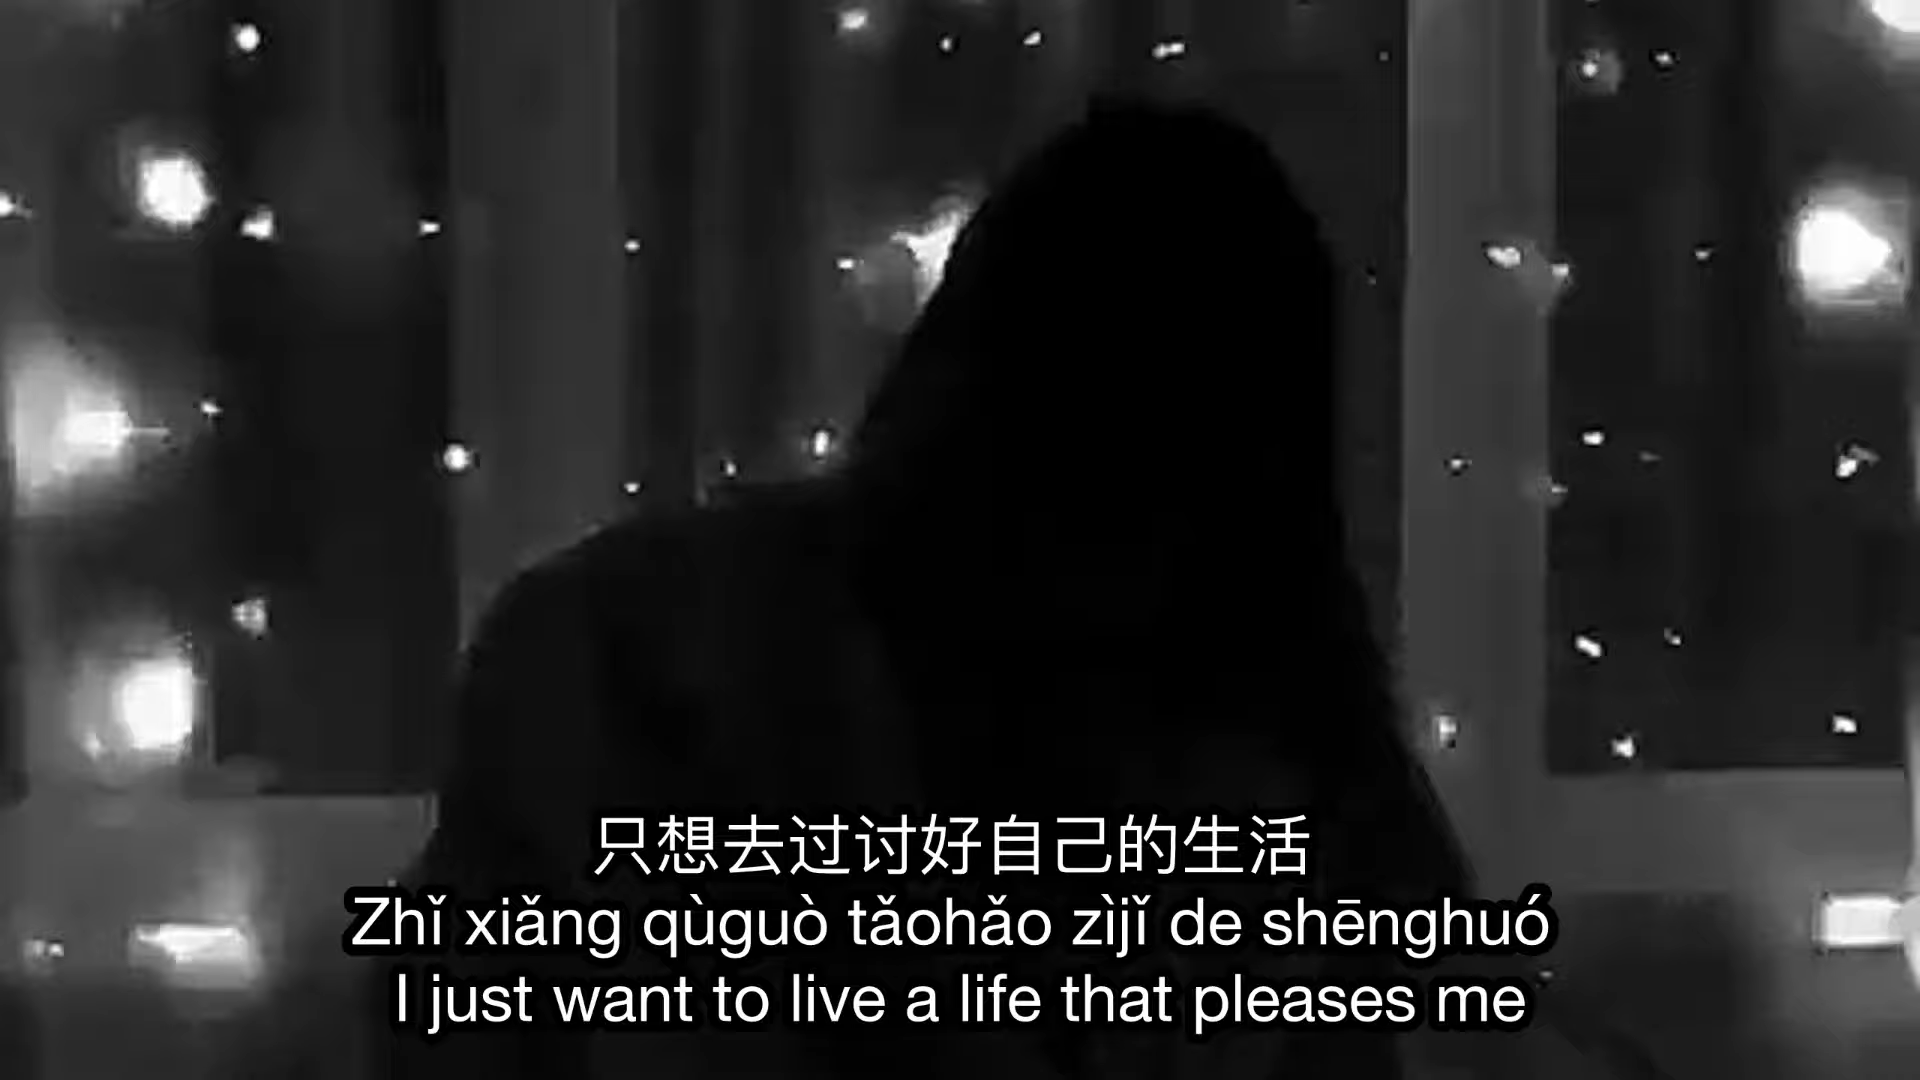 只想去过讨好自己的生活
Zhǐ xiǎng qùguò tǎohǎo zìjǐ de shēnghuó
I just want to live a life that pleases me